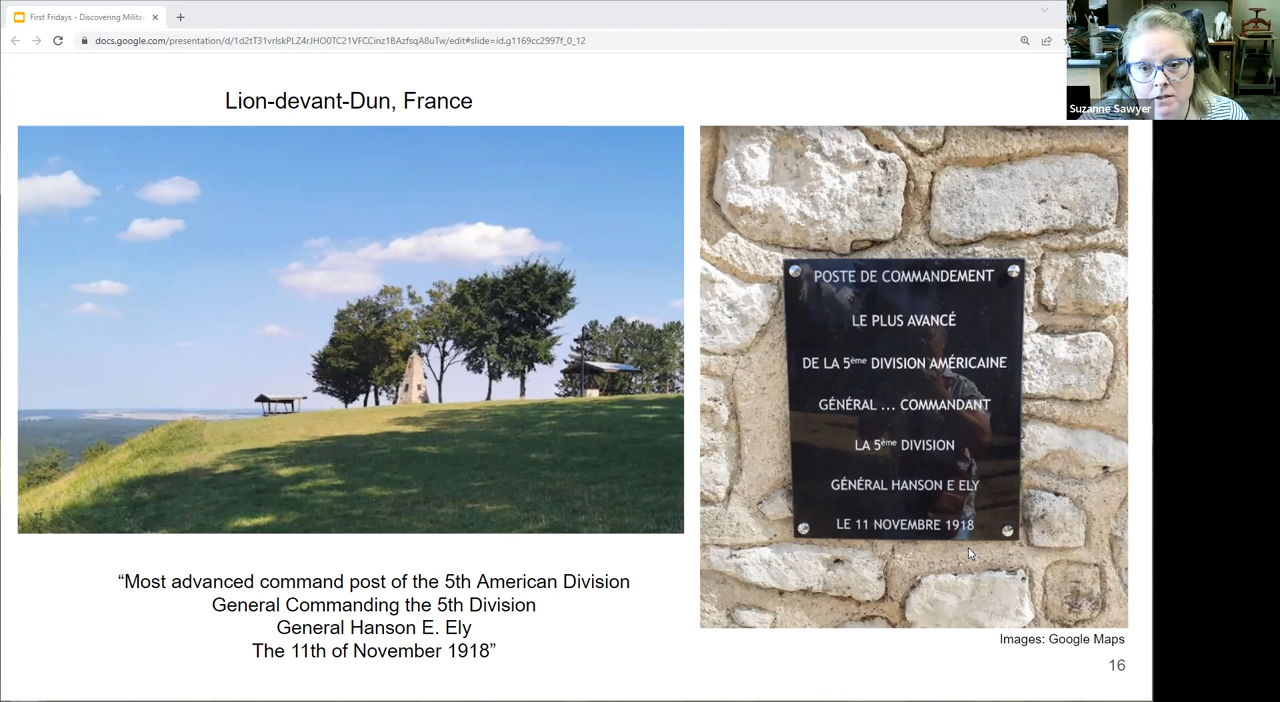 First Fridays - Discovering Milita
docs.google.com/presentation/d/1d2tT31vrlskPLZ4rJHO0TC21VFCCinz1BAzfsqA8uTw/edit#slide=id.g1169cc2997f_0_12
Suzanne Sawyer
Lion-devant-Dun, France
POSTE DE COMMANDEMENT
LE PLUS AVANCÉ
DE LA 5ème DIVISION AMÉRICAINE
GÉNÉRAL ... COMMANDANT
LA 5ème DIVISION
GÉNÉRAL HANSON E ELY
LE 11 NOVEMBRE 1918
“Most advanced command post of the 5th American Division
General Commanding the 5th Division
General Hanson E. Ely
The 11th of November 1918”
Images: Google Maps
16